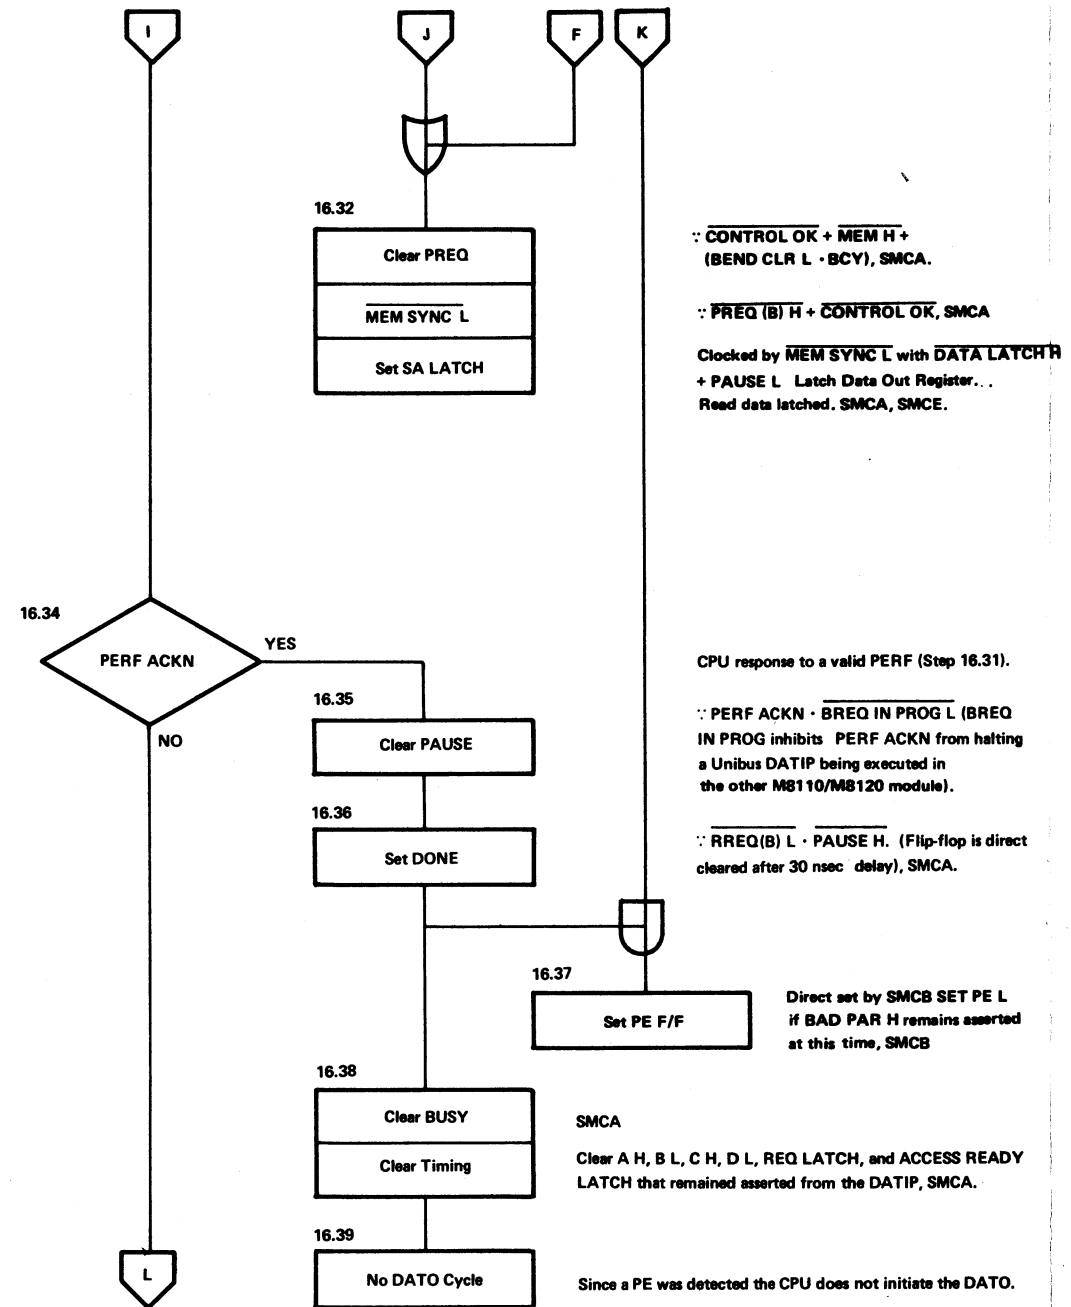 I
J
F
K
16.32
Clear PREQ
MEM SYNC L
Set SA LATCH
∵ CONTROL OK + MEM H +
(BEND CLR L · BCY), SMCA.
∵ PREQ (B) H + CONTROL OK, SMCA
Clocked by MEM SYNC L with DATA LATCH H
+ PAUSE L Latch Data Out Register...
Read data latched. SMCA, SMCE.
16.34
PERF ACKN
YES
NO
CPU response to a valid PERF (Step 16.31).
16.35
Clear PAUSE
∵ PERF ACKN · BREQ IN PROG L (BREQ
IN PROG inhibits PERF ACKN from halting
a Unibus DATIP being executed in
the other M8110/M8120 module).
16.36
Set DONE
∵ RREQ(B) L · PAUSE H. (Flip-flop is direct
cleared after 30 nsec delay), SMCA.
16.37
Set PE F/F
Direct set by SMCB SET PE L
if BAD PAR H remains asserted
at this time, SMCB
16.38
Clear BUSY
SMCA
Clear Timing
Clear A H, B L, C H, D L, REQ LATCH, and ACCESS READY
LATCH that remained asserted from the DATIP, SMCA.
16.39
No DATO Cycle
Since a PE was detected the CPU does not initiate the DATO.
L